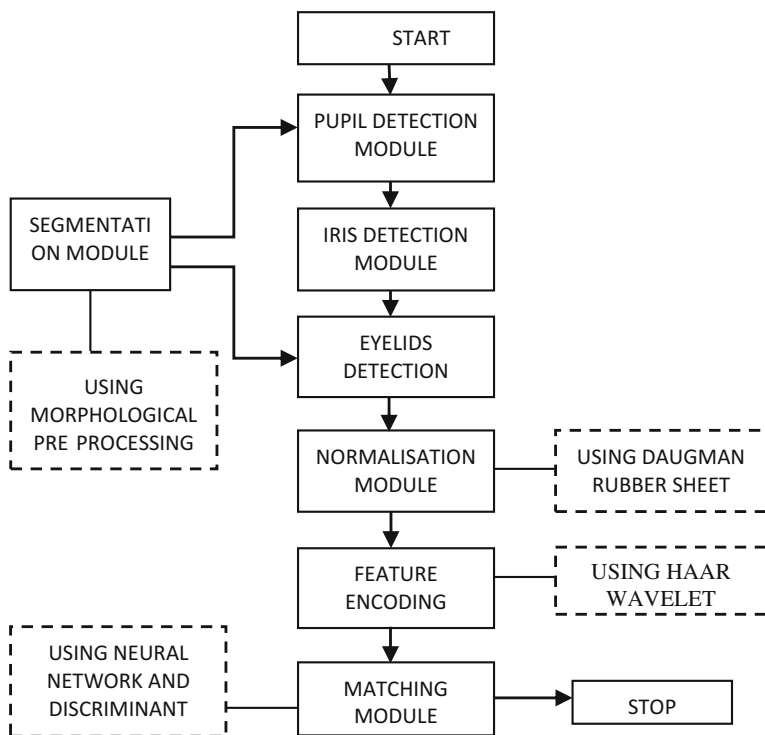 START
PUPIL DETECTION
MODULE
SEGMENTATI
ON MODULE
IRIS DETECTION
MODULE
EYELIDS
DETECTION
USING
MORPHOLOGICAL
PRE PROCESSING
NORMALISATION
MODULE
USING DAUGMAN
RUBBER SHEET
FEATURE
ENCODING
USING HAAR
WAVELET
USING NEURAL
NETWORK AND
DISCRIMINANT
MATCHING
MODULE
STOP